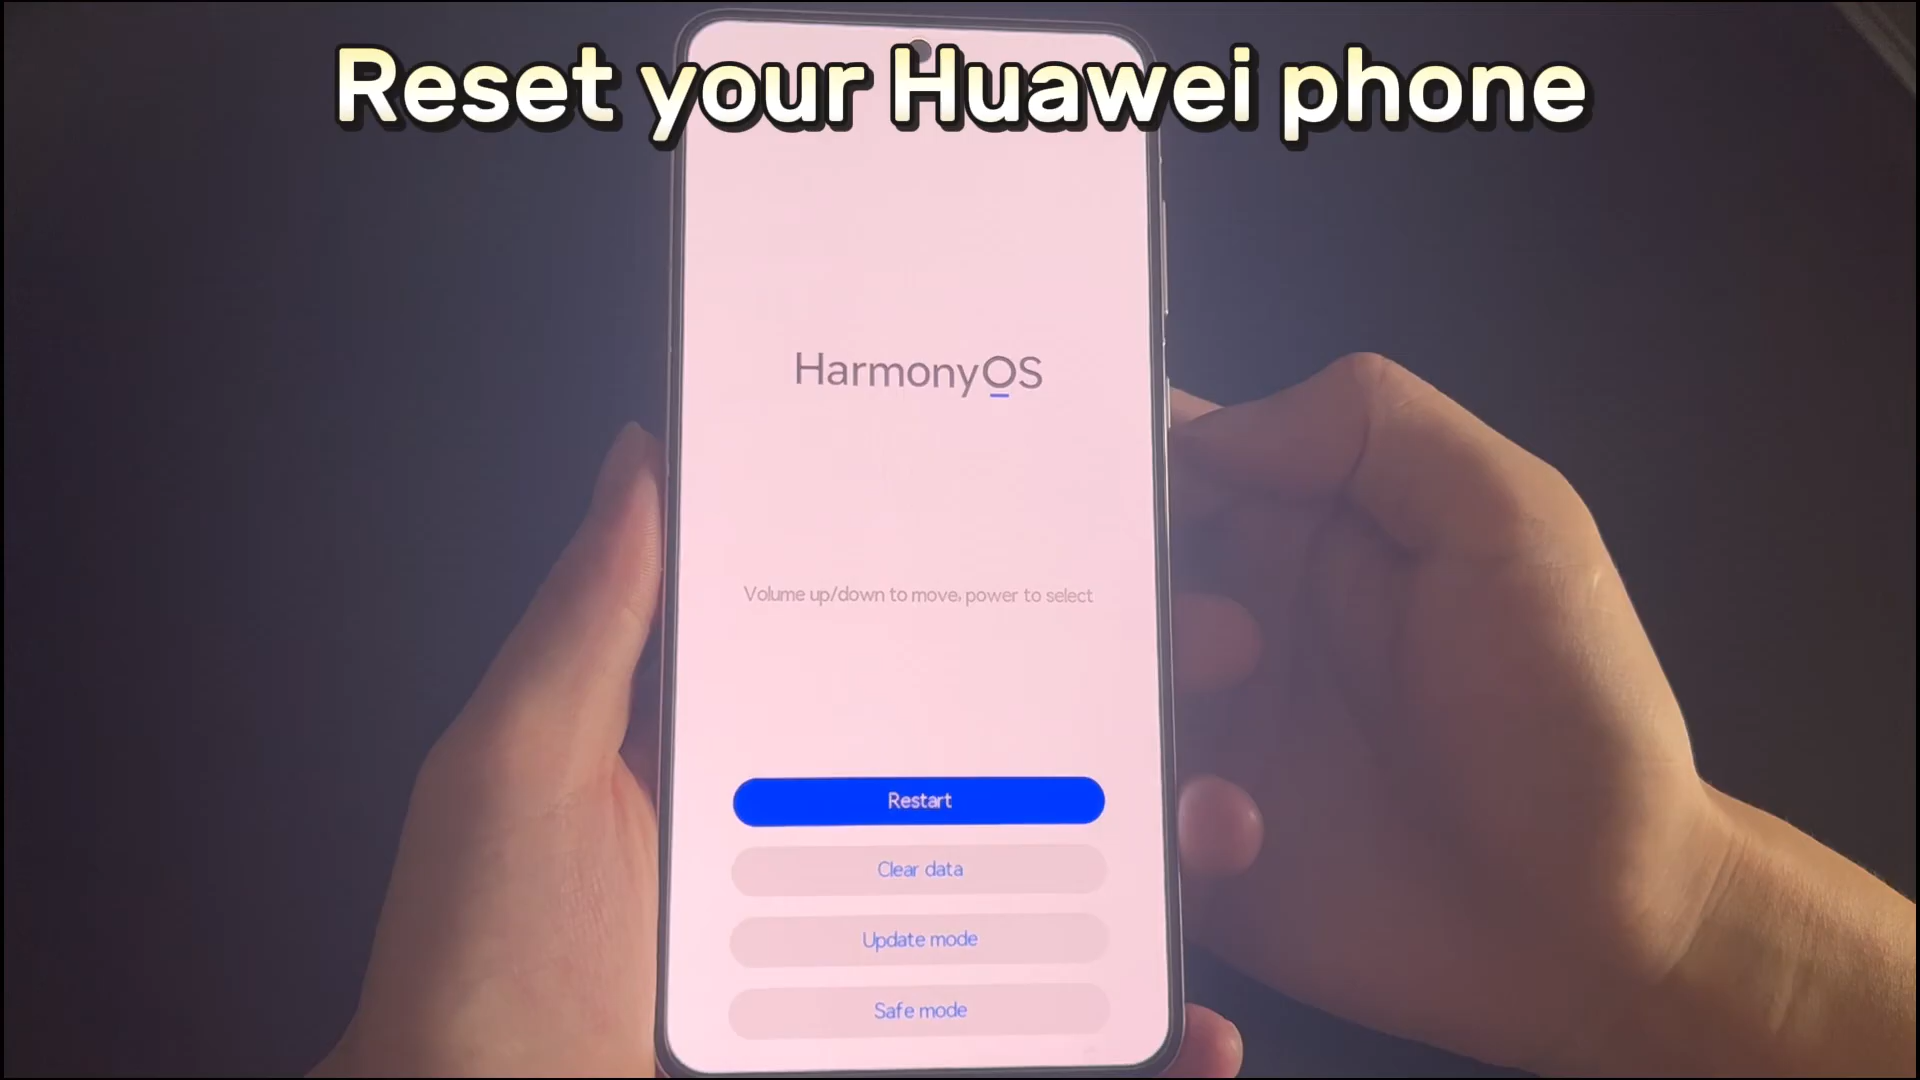 Reset your Huawei phone
HarmonyOS
Volume up/down to move, power to select
Restart
Clear data
Update mode
Safe mode